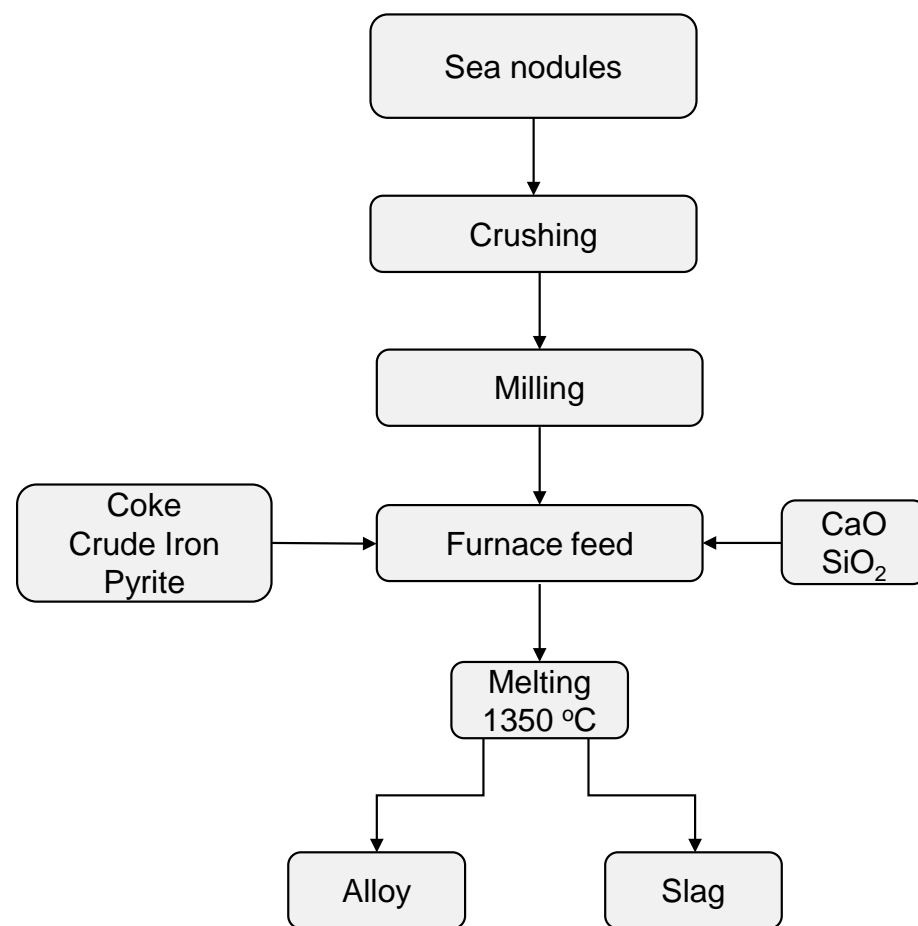 Sea nodules
Crushing
Milling
Coke
Crude Iron
Pyrite
Furnace feed
CaO
SiO₂
Melting
1350 ºC
Alloy
Slag